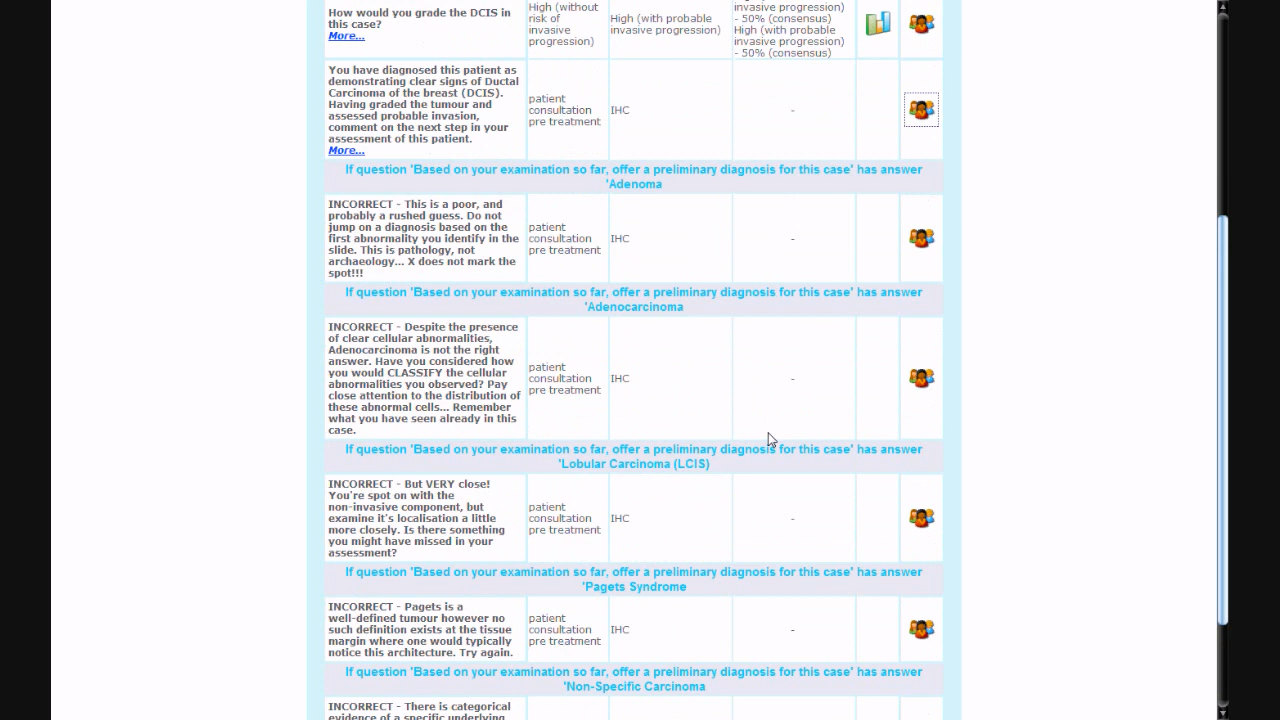 How would you grade the DCIS in
this case?
More...
High (without
risk of
invasive
progression)
High (with probable
invasive progression)
invasive progression)
- 50% (consensus)
High (with probable
invasive progression)
- 50% (consensus)
You have diagnosed this patient as
demonstrating clear signs of Ductal
Carcinoma of the breast (DCIS).
Having graded the tumour and
assessed probable invasion,
comment on the next step in your
assessment of this patient.
More...
patient
consultation
pre treatment
IHC
-
If question 'Based on your examination so far, offer a preliminary diagnosis for this case' has answer
'Adenoma
INCORRECT - This is a poor, and
probably a rushed guess. Do not
jump on a diagnosis based on the
first abnormality you identify in the
slide. This is pathology, not
archaeology... X does not mark the
spot!!!
patient
consultation
pre treatment
IHC
-
If question 'Based on your examination so far, offer a preliminary diagnosis for this case' has answer
'Adenocarcinoma
INCORRECT - Despite the presence
of clear cellular abnormalities,
Adenocarcinoma is not the right
answer. Have you considered how
you would CLASSIFY the cellular
abnormalities you observed? Pay
close attention to the distribution of
these abnormal cells... Remember
what you have seen already in this
case.
patient
consultation
pre treatment
IHC
-
If question 'Based on your examination so far, offer a preliminary diagnosis for this case' has answer
'Lobular Carcinoma (LCIS)
INCORRECT - But VERY close!
You're spot on with the
non-invasive component, but
examine it's localisation a little
more closely. Is there something
you might have missed in your
assessment?
patient
consultation
pre treatment
IHC
-
If question 'Based on your examination so far, offer a preliminary diagnosis for this case' has answer
'Pagets Syndrome
INCORRECT - Pagets is a
well-defined tumour however no
such definition exists at the tissue
margin where one would typically
notice this architecture. Try again.
patient
consultation
pre treatment
IHC
-
If question 'Based on your examination so far, offer a preliminary diagnosis for this case' has answer
'Non-Specific Carcinoma
INCORRECT - There is categorical
evidence of a specific underlying